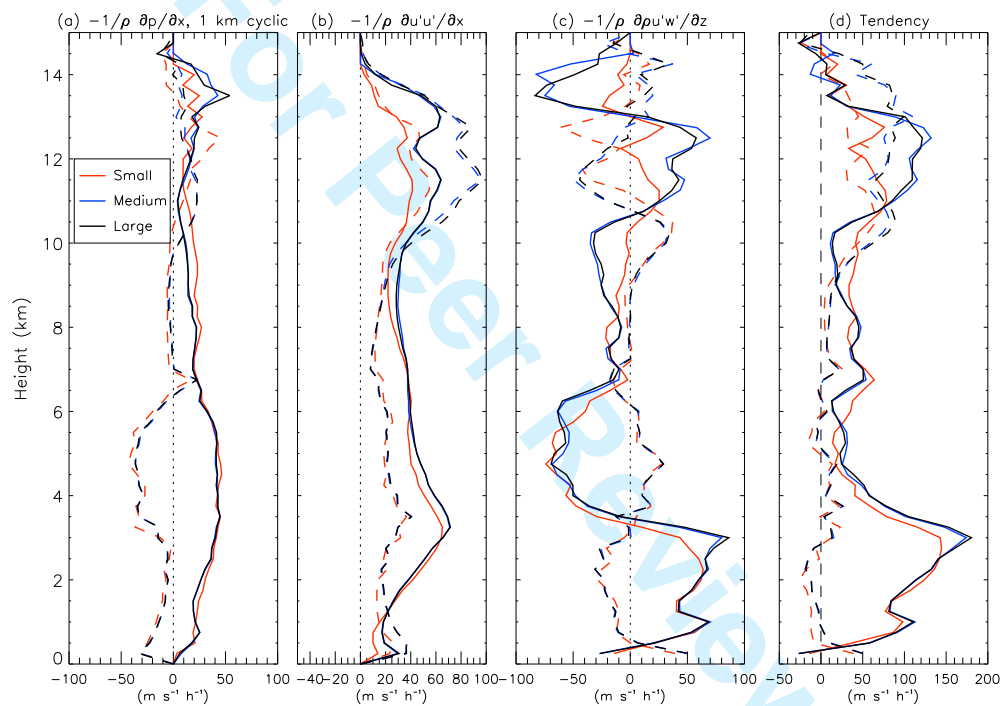 (a) −1/ρ ∂p/∂x, 1 km cyclic
(b) −1/ρ ∂u'u'/∂x
(c) −1/ρ ∂ρu'w'/∂z
(d) Tendency
For Peer Review
Height (km)
14
12
10
8
6
4
2
0
Small
Medium
Large
−100 −50 0 50 100
−40 0 20 40 60 80 100
−100 −50 0 50 100
−50 0 50 100 150 200
(m s⁻¹ h⁻¹)
(m s⁻¹ h⁻¹)
(m s⁻¹ h⁻¹)
(m s⁻¹ h⁻¹)